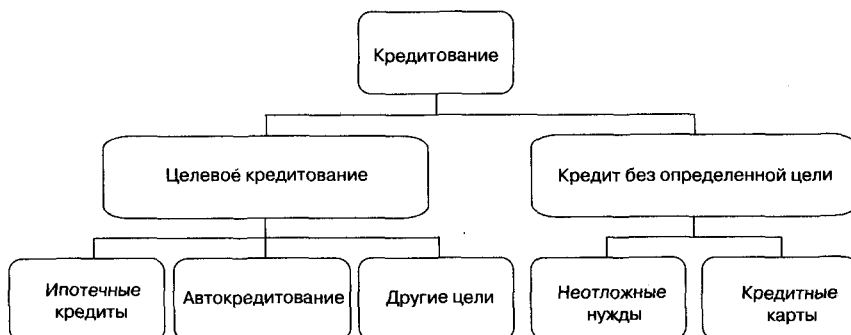 Кредитование
Целевое кредитование
Кредит без определенной цели
Ипотечные
кредиты
Автокредитование
Другие цели
Неотложные
нужды
Кредитные
карты